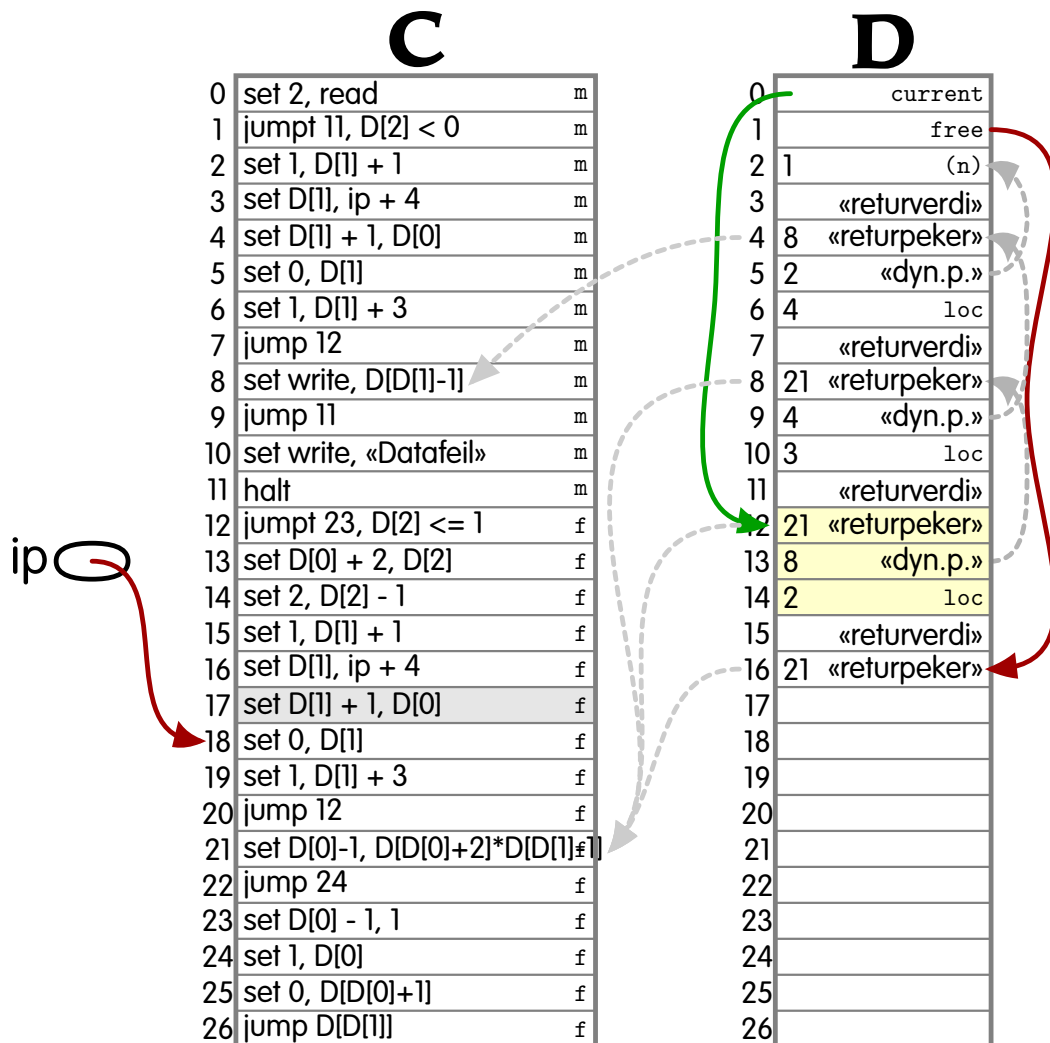 C D
0 set 2, read m
1 jumpt 11, D[2] < 0 m
2 set 1, D[1] + 1 m
3 set D[1], ip + 4 m
4 set D[1] + 1, D[0] m
5 set 0, D[1] m
6 set 1, D[1] + 3 m
7 jump 12 m
8 set write, D[D[1]-1] m
9 jump 11 m
10 set write, «Datafeil» m
11 halt m
12 jumpt 23, D[2] <= 1 f
13 set D[0] + 2, D[2] f
ip
14 set 2, D[2] - 1 f
15 set 1, D[1] + 1 f
16 set D[1], ip + 4 f
17 set D[1] + 1, D[0] f
18 set 0, D[1] f
19 set 1, D[1] + 3 f
20 jump 12 f
21 set D[0]-1, D[D[0]+2]*D[D[1]-1] f
22 jump 24 f
23 set D[0] - 1, 1 f
24 set 1, D[0] f
25 set 0, D[D[0]+1] f
26 jump D[D[1]] f
0 current
1 free
2 1 (n)
3 «returverdi»
4 8 «returpeker»
5 2 «dyn.p.»
6 4 loc
7 «returverdi»
8 21 «returpeker»
9 4 «dyn.p.»
10 3 loc
11 «returverdi»
12 21 «returpeker»
13 8 «dyn.p.»
14 2 loc
15 «returverdi»
16 21 «returpeker»
17
18
19
20
21
22
23
24
25
26